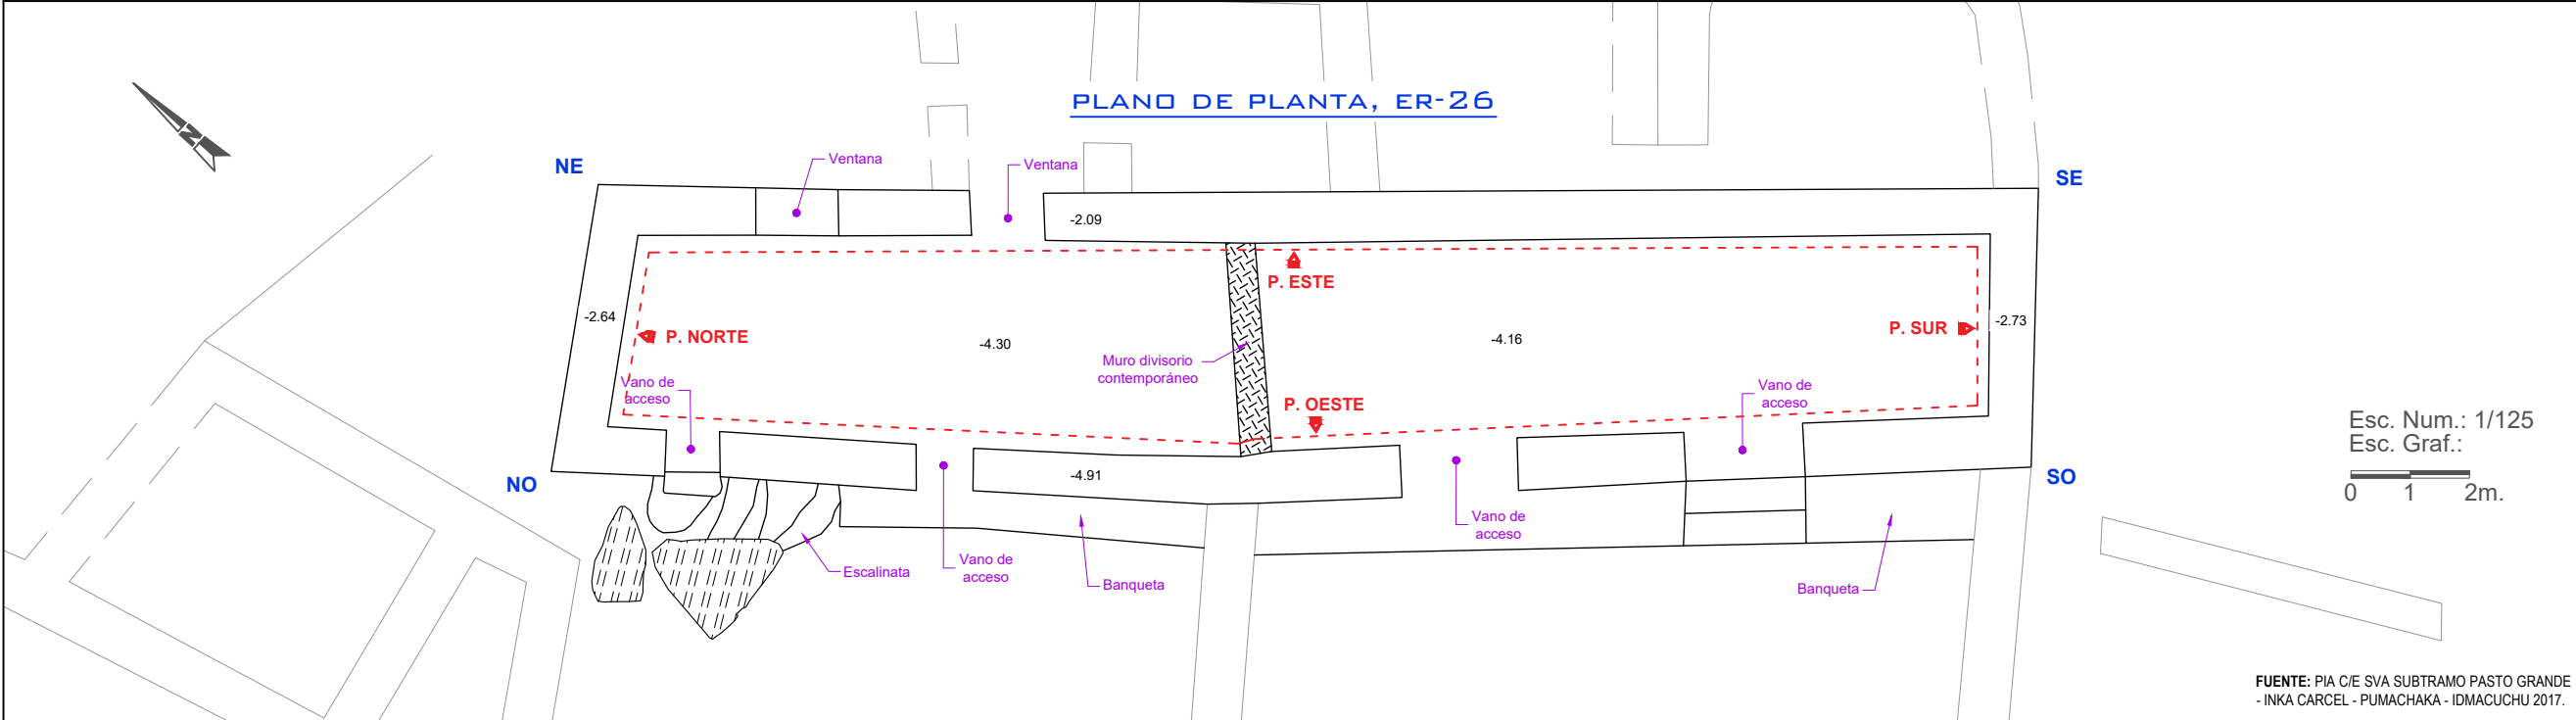 PLANO DE PLANTA, ER-26
N
NE
Ventana
Ventana
SE
-2.09
P. ESTE
-2.64
P. NORTE
-4.30
-4.16
P. SUR
-2.73
Muro divisorio
contemporáneo
Vano de
acceso
P. OESTE
Vano de
acceso
NO
-4.91
SO
Escalinata
Vano de
acceso
Banqueta
Vano de
acceso
Banqueta
Esc. Num.: 1/125
Esc. Graf.:
0 1 2m.
FUENTE: PIA C/E SVA SUBTRAMO PASTO GRANDE
- INKA CARCEL - PUMACHAKA - IDMACUCHU 2017.